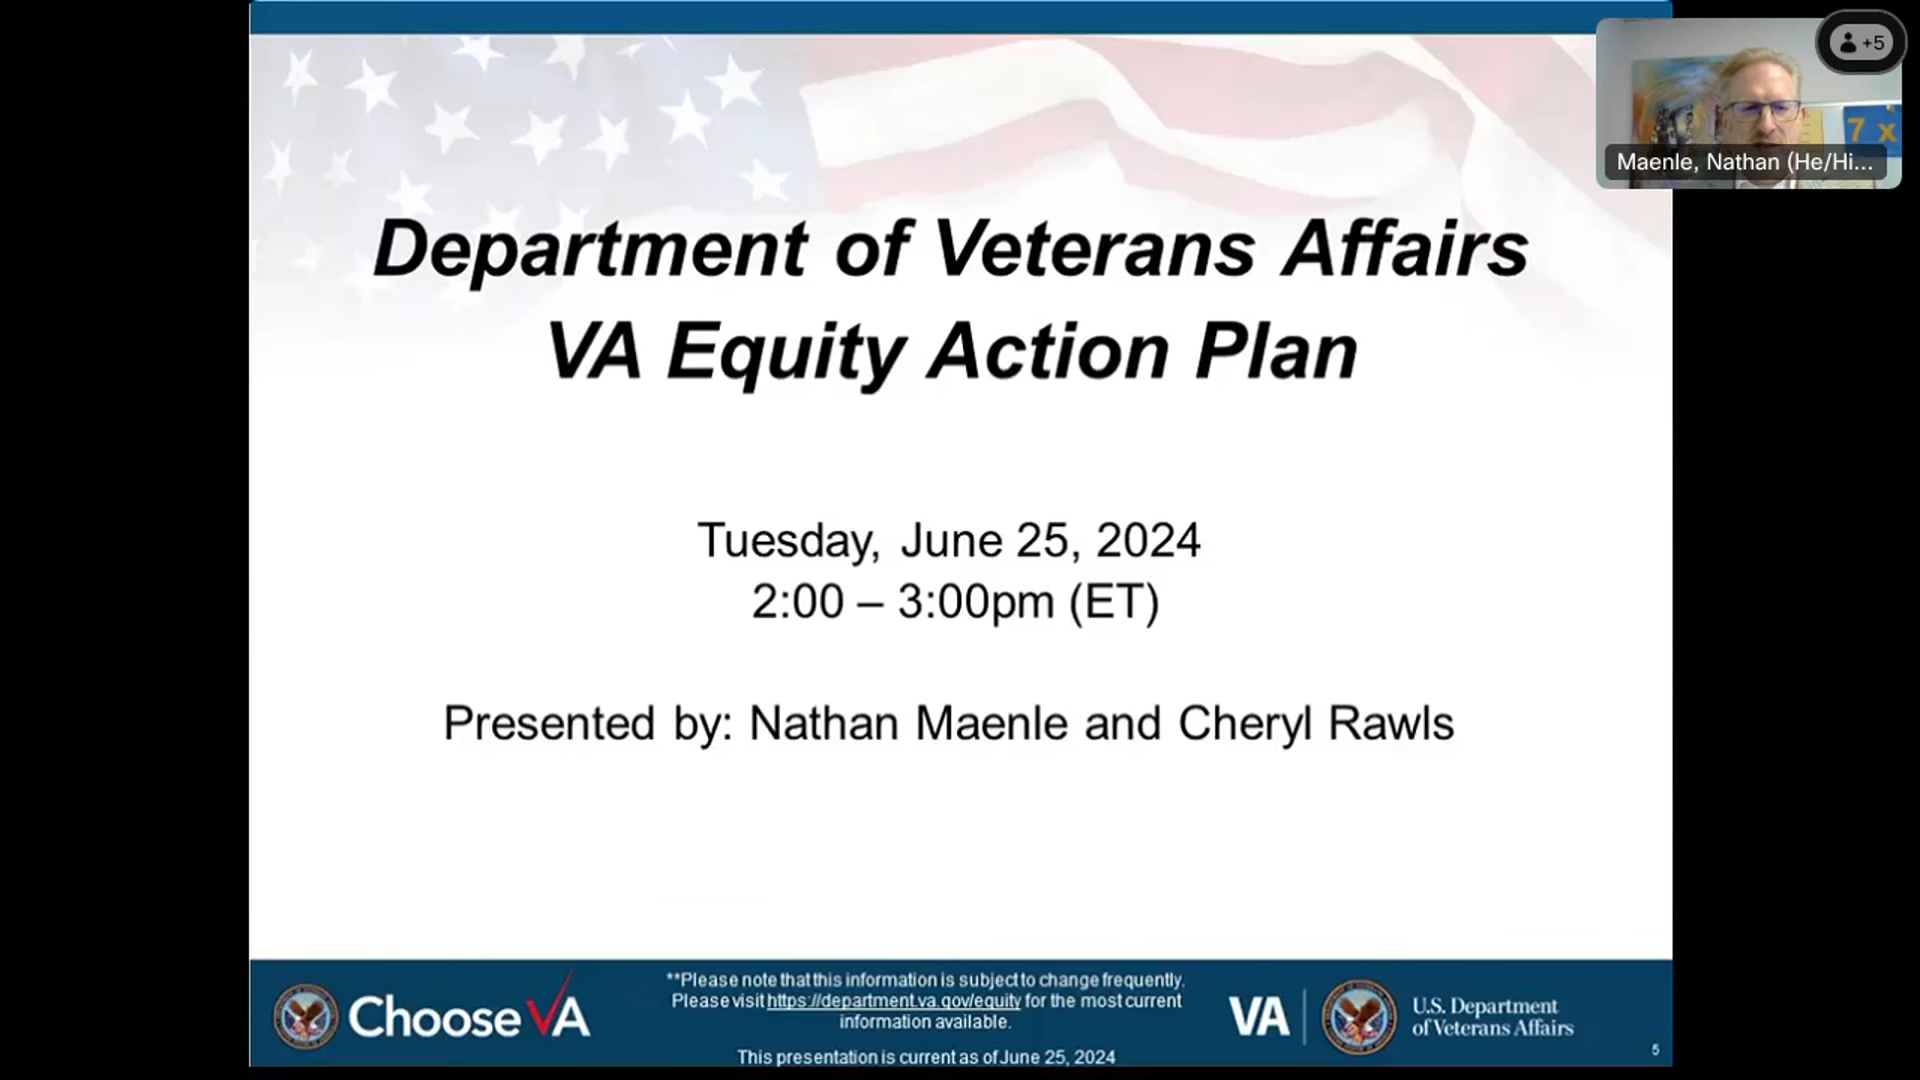 +5
7 x
Maenle, Nathan (He/Hi...
Department of Veterans Affairs
VA Equity Action Plan
Tuesday, June 25, 2024
2:00 – 3:00pm (ET)
Presented by: Nathan Maenle and Cheryl Rawls
Choose VA
**Please note that this information is subject to change frequently.
Please visit https://department.va.gov/equity for the most current
information available.
This presentation is current as of June 25, 2024
VA
U.S. Department
of Veterans Affairs
5